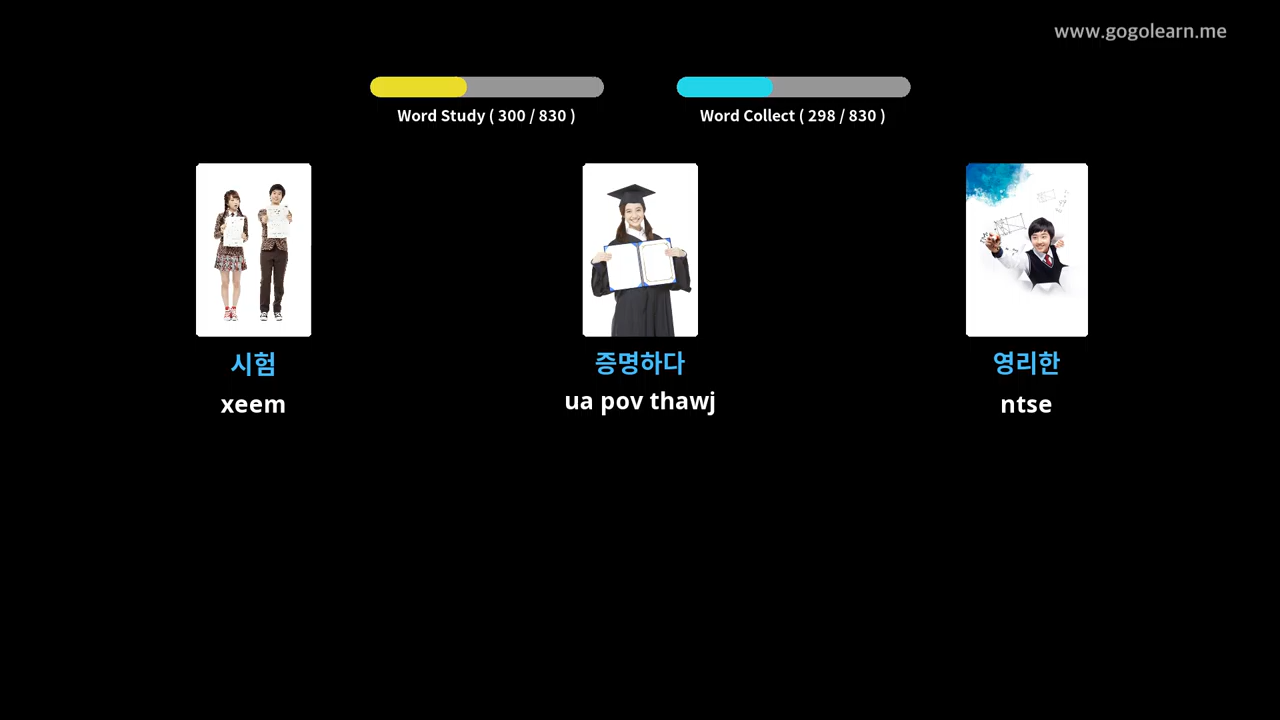 www.gogolearn.me
Word Study ( 300 / 830 )
Word Collect ( 298 / 830 )
시험
증명하다
영리한
xeem
ua pov thawj
ntse